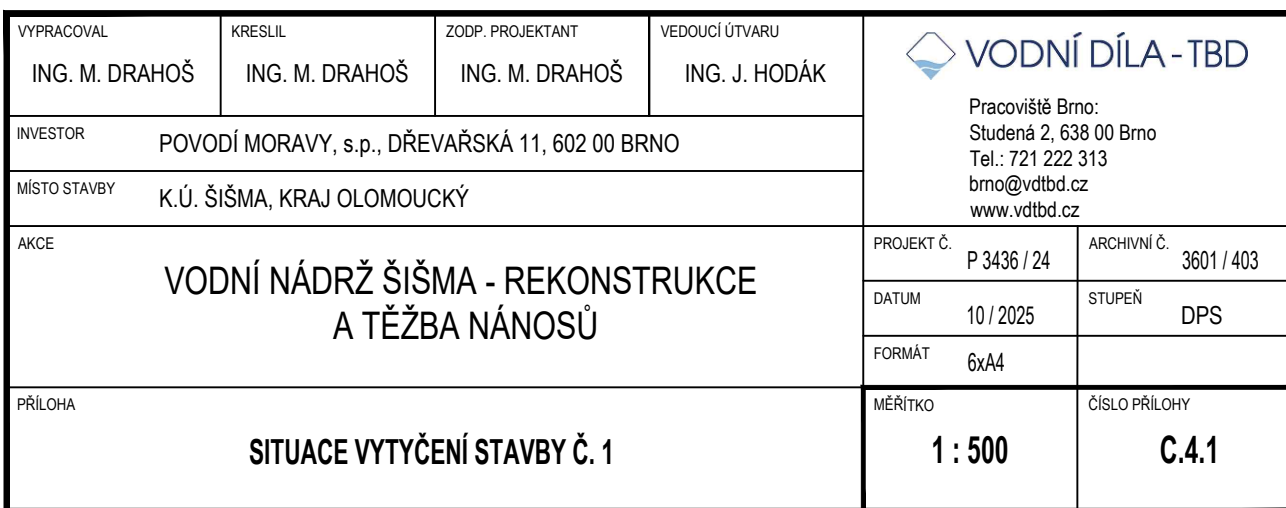 VYPRACOVAL
ING. M. DRAHOŠ
KRESLIL
ING. M. DRAHOŠ
ZODP. PROJEKTANT
ING. M. DRAHOŠ
VEDOUCÍ ÚTVARU
ING. J. HODÁK
VODNÍ DÍLA - TBD
Pracoviště Brno:
Studená 2, 638 00 Brno
Tel.: 721 222 313
brno@vdtbd.cz
www.vdtbd.cz
INVESTOR
POVODÍ MORAVY, s.p., DŘEVAŘSKÁ 11, 602 00 BRNO
MÍSTO STAVBY
K.Ú. ŠIŠMA, KRAJ OLOMOUCKÝ
AKCE
VODNÍ NÁDRŽ ŠIŠMA - REKONSTRUKCE
A TĚŽBA NÁNOSŮ
PROJEKT Č.
P 3436 / 24
ARCHIVNÍ Č.
3601 / 403
DATUM
10 / 2025
STUPEŇ
DPS
FORMÁT
6xA4
PŘÍLOHA
SITUACE VYTYČENÍ STAVBY Č. 1
MĚŘÍTKO
1 : 500
ČÍSLO PŘÍLOHY
C.4.1